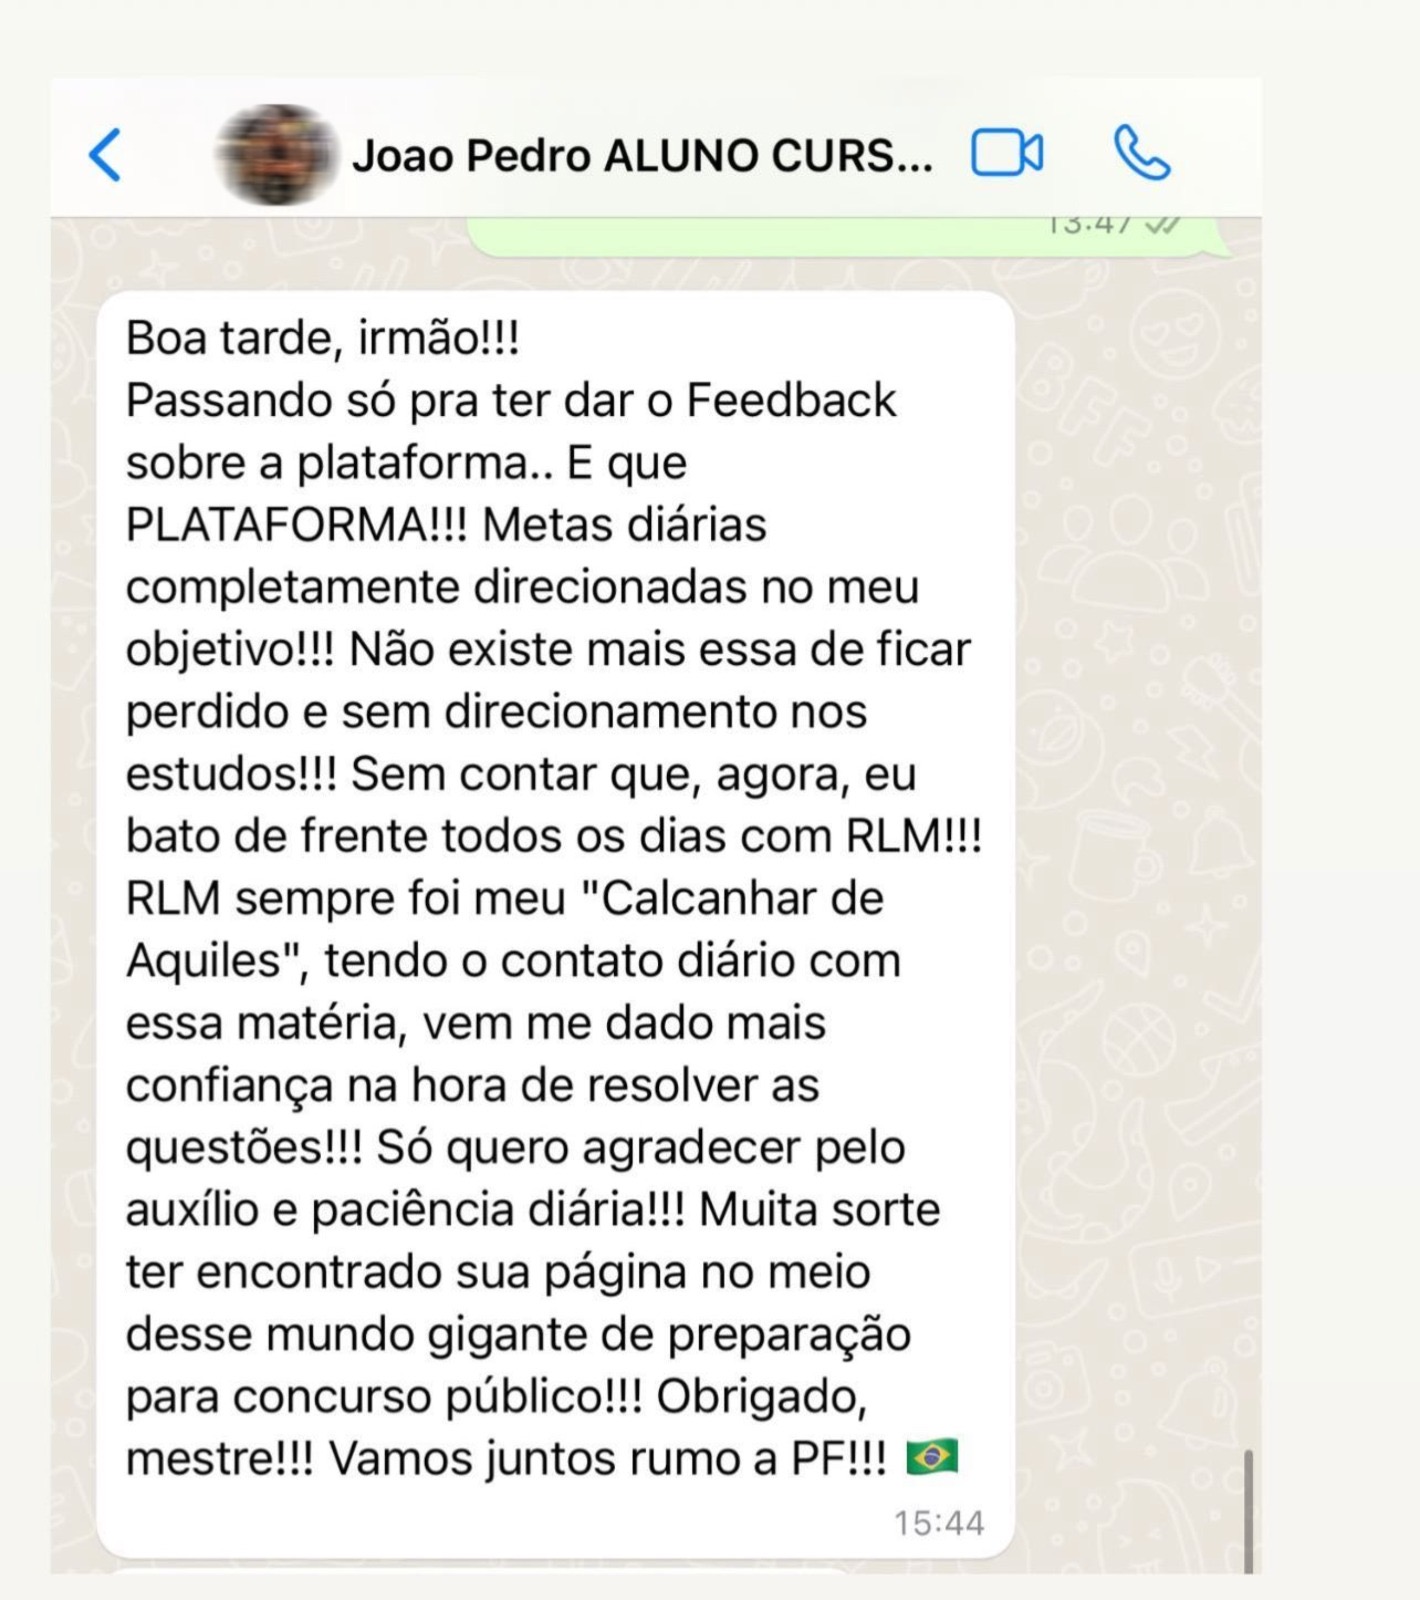 Joao Pedro ALUNO CURS...
13:47
Boa tarde, irmão!!!
Passando só pra ter dar o Feedback
sobre a plataforma.. E que
PLATAFORMA!!! Metas diárias
completamente direcionadas no meu
objetivo!!! Não existe mais essa de ficar
perdido e sem direcionamento nos
estudos!!! Sem contar que, agora, eu
bato de frente todos os dias com RLM!!!
RLM sempre foi meu "Calcanhar de
Aquiles", tendo o contato diário com
essa matéria, vem me dado mais
confiança na hora de resolver as
questões!!! Só quero agradecer pelo
auxílio e paciência diária!!! Muita sorte
ter encontrado sua página no meio
desse mundo gigante de preparação
para concurso público!!! Obrigado,
mestre!!! Vamos juntos rumo a PF!!! 🇧🇷
15:44